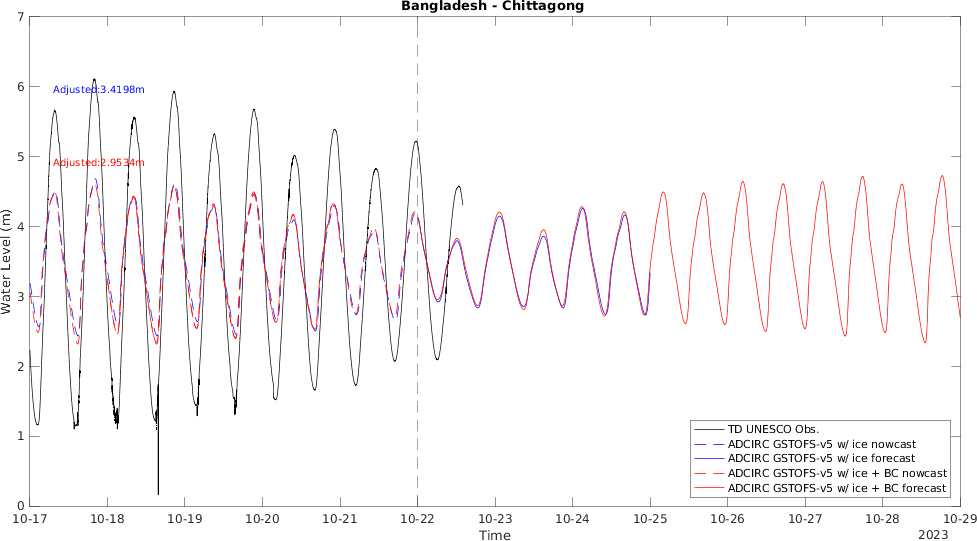 Bangladesh - Chittagong
7
6
5
4
3
2
1
0
Water Level (m)
Adjusted:3.4198m
Adjusted:2.9534m
TD UNESCO Obs.
ADCIRC GSTOFS-v5 w/ ice nowcast
ADCIRC GSTOFS-v5 w/ ice forecast
ADCIRC GSTOFS-v5 w/ ice + BC nowcast
ADCIRC GSTOFS-v5 w/ ice + BC forecast
10-17 10-18 10-19 10-20 10-21 10-22 10-23 10-24 10-25 10-26 10-27 10-28 10-29
Time
2023